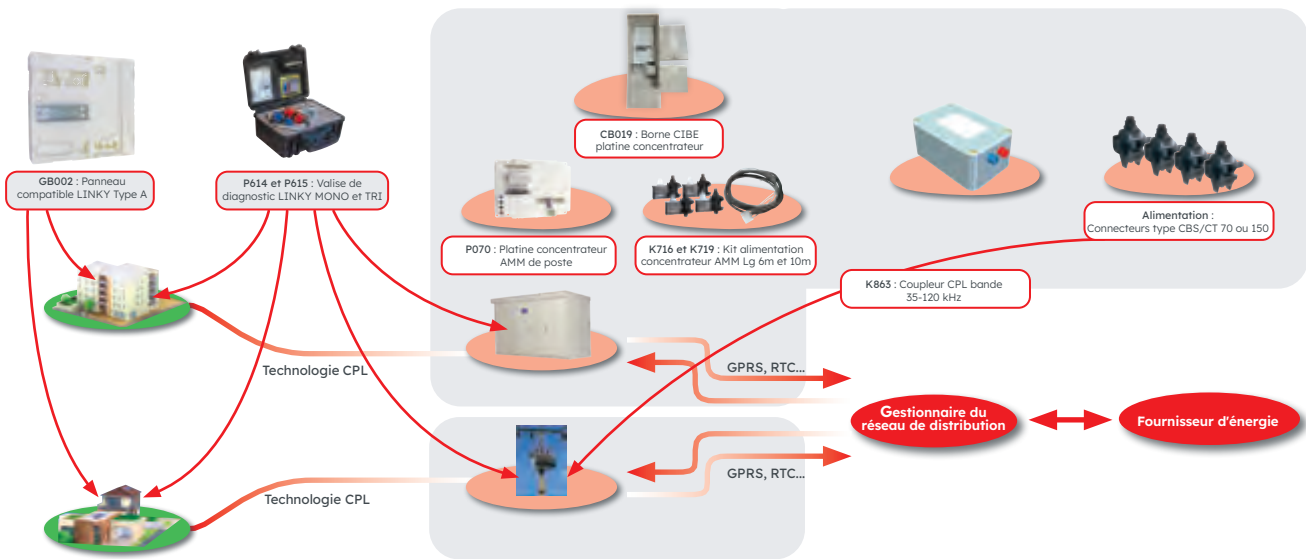 CB019 : Borne CIBE
platine concentrateur
GB002 : Panneau
compatible LINKY Type A
P614 et P615 : Valise de
diagnostic LINKY MONO et TRI
P070 : Platine concentrateur
AMM de poste
K716 et K719 : Kit alimentation
concentrateur AMM Lg 6m et 10m
Alimentation :
Connecteurs type CBS/CT 70 ou 150
K863 : Coupleur CPL bande
35-120 kHz
Technologie CPL
GPRS, RTC...
Gestionnaire du
réseau de distribution
Fournisseur d'énergie
GPRS, RTC...
Technologie CPL